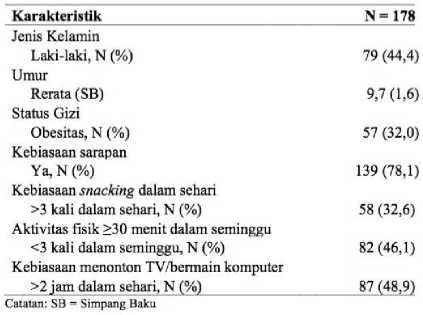 Karakteristik N = 178
Jenis Kelamin
Laki-laki, N (%) 79 (44,4)
Umur
Rerata (SB) 9,7 (1,6)
Status Gizi
Obesitas, N (%) 57 (32,0)
Kebiasaan sarapan
Ya, N (%) 139 (78,1)
Kebiasaan snacking dalam sehari
>3 kali dalam sehari, N (%) 58 (32,6)
Aktivitas fisik ≥30 menit dalam seminggu
<3 kali dalam seminggu, N (%) 82 (46,1)
Kebiasaan menonton TV/bermain komputer
>2 jam dalam sehari, N (%) 87 (48,9)
Catatan: SB = Simpang Baku